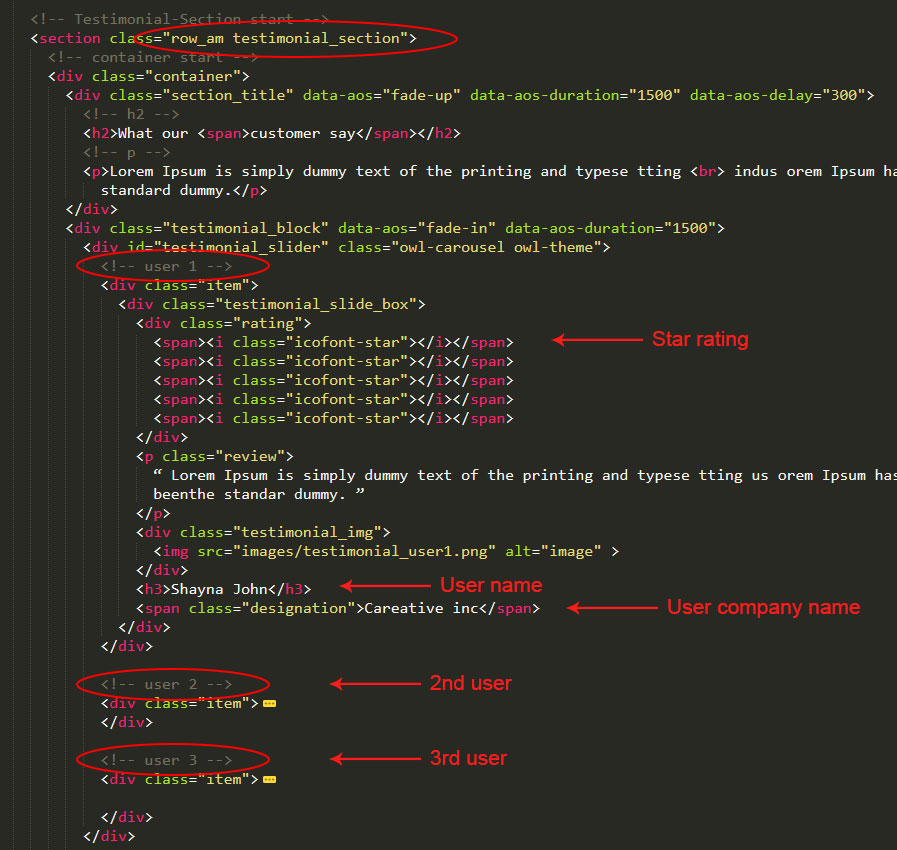 <!-- Testimonial-Section start -->
<section class="row_am testimonial_section">
<!-- container start -->
<div class="container">
<div class="section_title" data-aos="fade-up" data-aos-duration="1500" data-aos-delay="300">
<!-- h2 -->
<h2>What our <span>customer say</span></h2>
<!-- p -->
<p>Lorem Ipsum is simply dummy text of the printing and typese tting <br> indus orem Ipsum ha
standard dummy.</p>
</div>
<div class="testimonial_block" data-aos="fade-in" data-aos-duration="1500">
<div id="testimonial_slider" class="owl-carousel owl-theme">
<!-- user 1 -->
<div class="item">
<div class="testimonial_slide_box">
<div class="rating">
<span><i class="icofont-star"></i></span> Star rating
<span><i class="icofont-star"></i></span>
<span><i class="icofont-star"></i></span>
<span><i class="icofont-star"></i></span>
<span><i class="icofont-star"></i></span>
</div>
<p class="review">
“ Lorem Ipsum is simply dummy text of the printing and typese tting us orem Ipsum has
beenthe standar dummy. ”
</p>
<div class="testimonial_img">
<img src="images/testimonial_user1.png" alt="image" >
</div>
<h3>Shayna John</h3> User name
<span class="designation">Careative inc</span> User company name
</div>
</div>
<!-- user 2 --> 2nd user
<div class="item">
</div>
<!-- user 3 --> 3rd user
<div class="item">
</div>
</div>